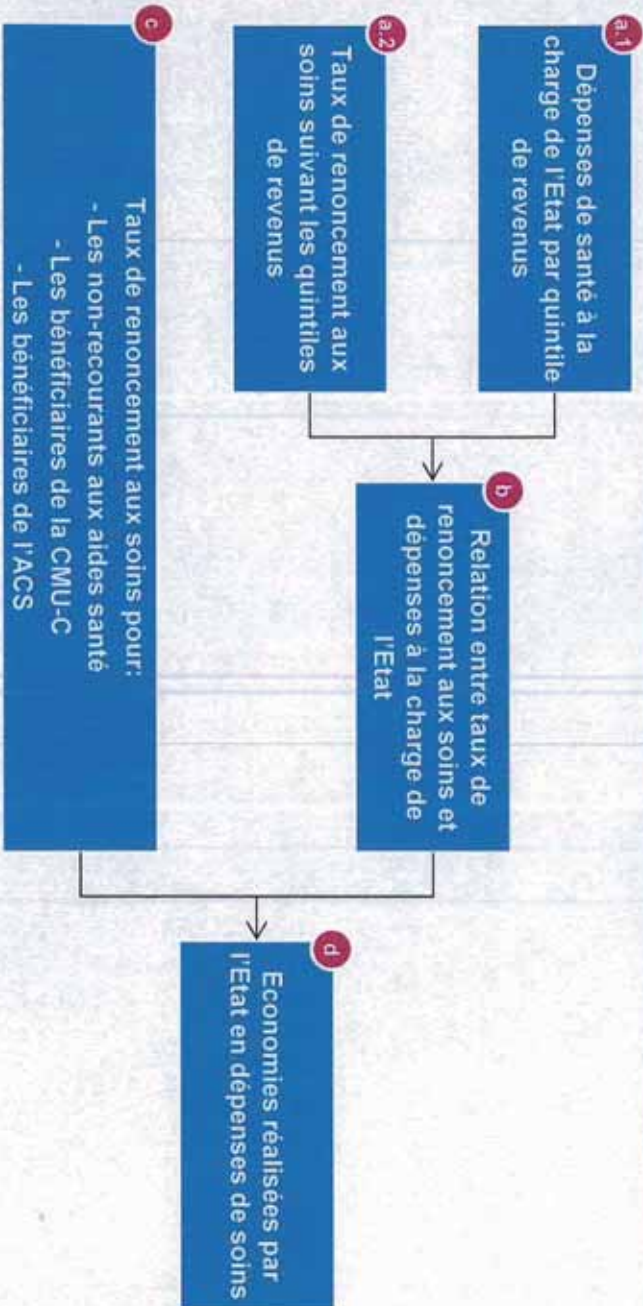 a.1
Dépenses de santé à la
charge de l'Etat par quintile
de revenus
a.2
Taux de renoncement aux
soins suivant les quintiles
de revenus
b
Relation entre taux de
renoncement aux soins et
dépenses à la charge de
l'Etat
c
Taux de renoncement aux soins pour:
- Les non-recourants aux aides santé
- Les bénéficiaires de la CMU-C
- Les bénéficiaires de l'ACS
d
Economies réalisées par
l'Etat en dépenses de soins